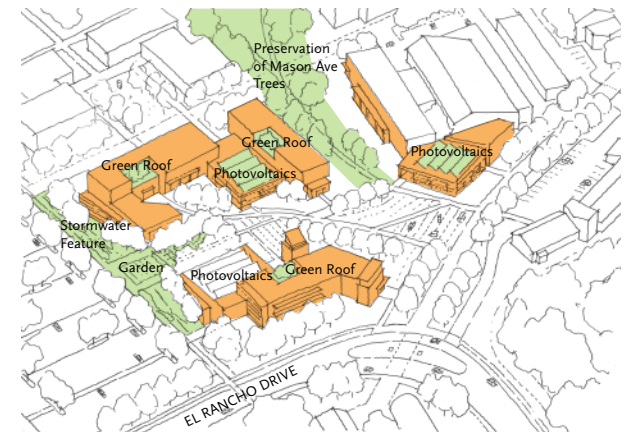 Preservation
of Mason Ave
Trees
Green Roof
Photovoltaics
Green Roof
Photovoltaics
Stormwater
Feature
Garden
Photovoltaics
Green Roof
EL RANCHO DRIVE